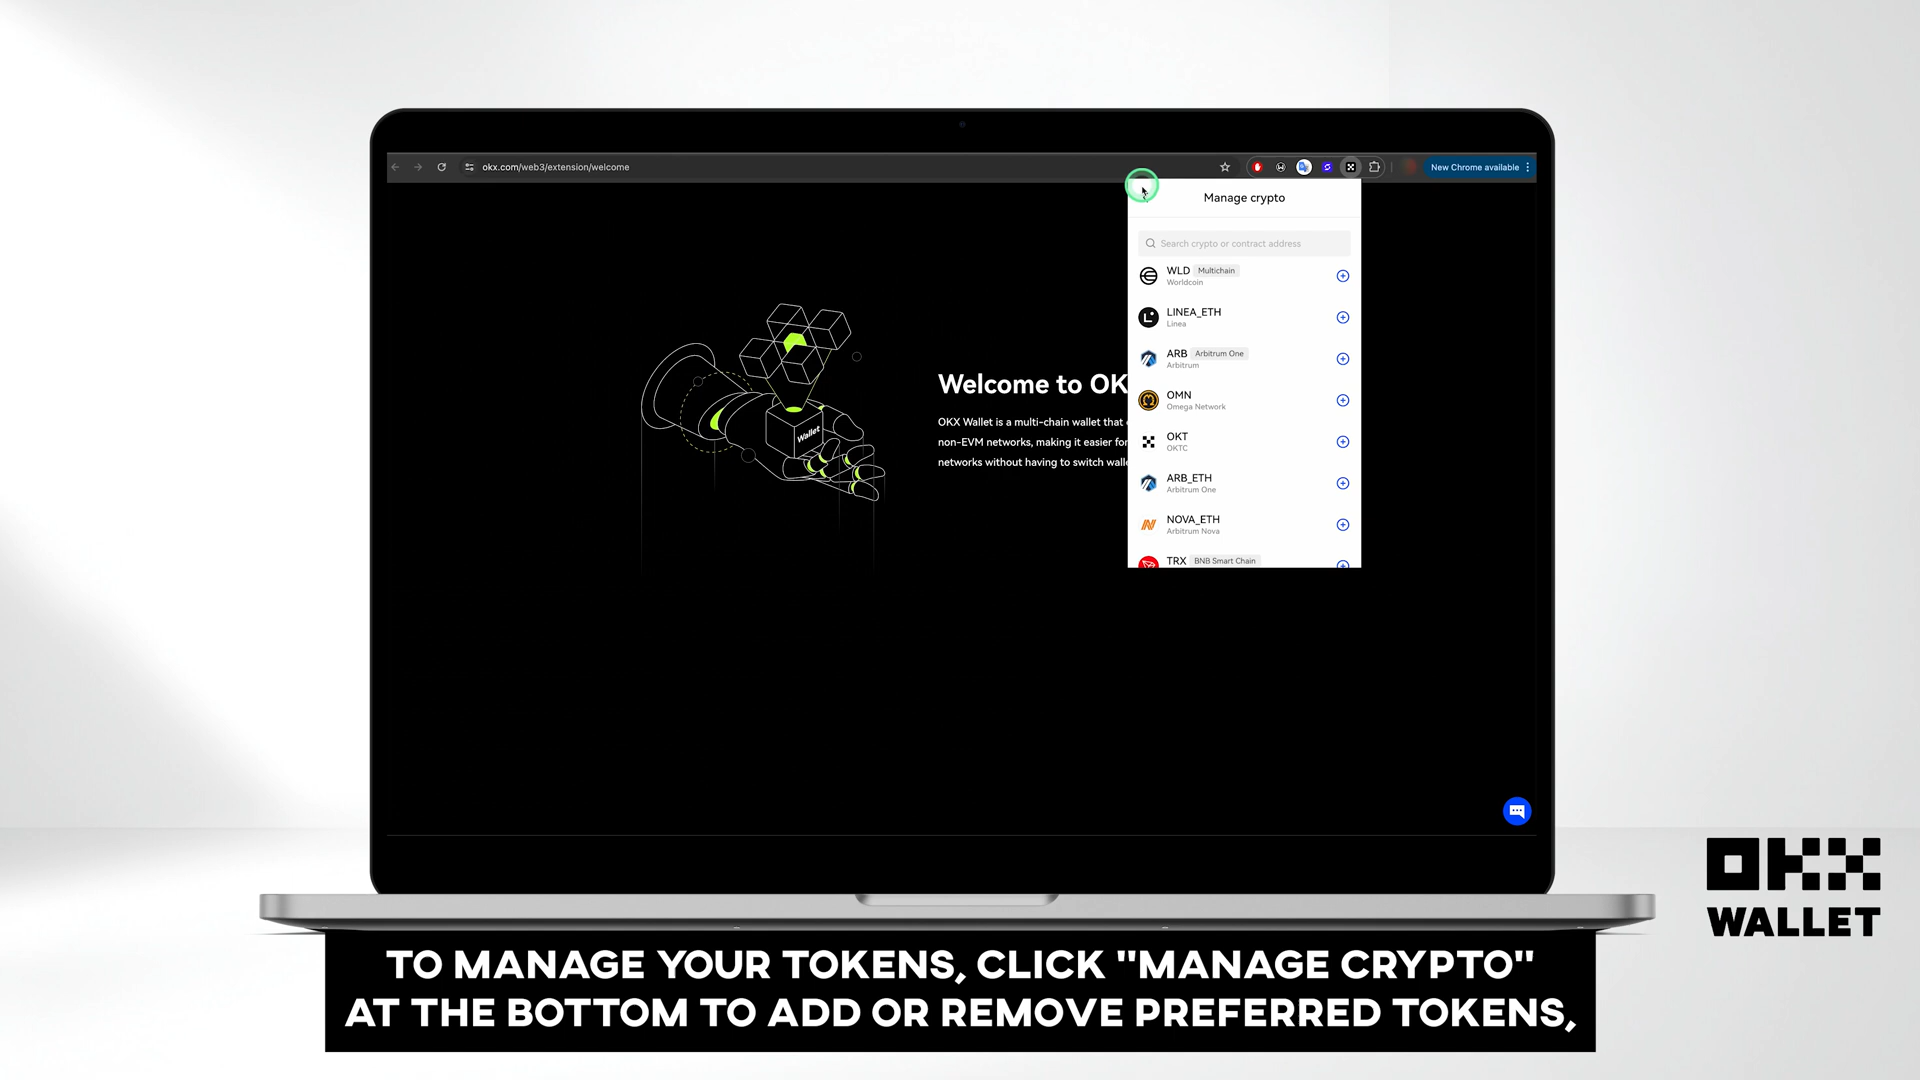 okx.com/web3/extension/welcome
New Chrome available
Manage crypto
Search crypto or contract address
WLD Multichain
Worldcoin
LINEA_ETH
Linea
ARB Arbitrum One
Arbitrum
OMN
Omega Network
OKT
OKTC
ARB_ETH
Arbitrum One
NOVA_ETH
Arbitrum Nova
TRX BNB Smart Chain
Wallet
Welcome to OK
OKX Wallet is a multi-chain wallet that
non-EVM networks, making it easier for
networks without having to switch
OKX
WALLET
TO MANAGE YOUR TOKENS, CLICK "MANAGE CRYPTO"
AT THE BOTTOM TO ADD OR REMOVE PREFERRED TOKENS,